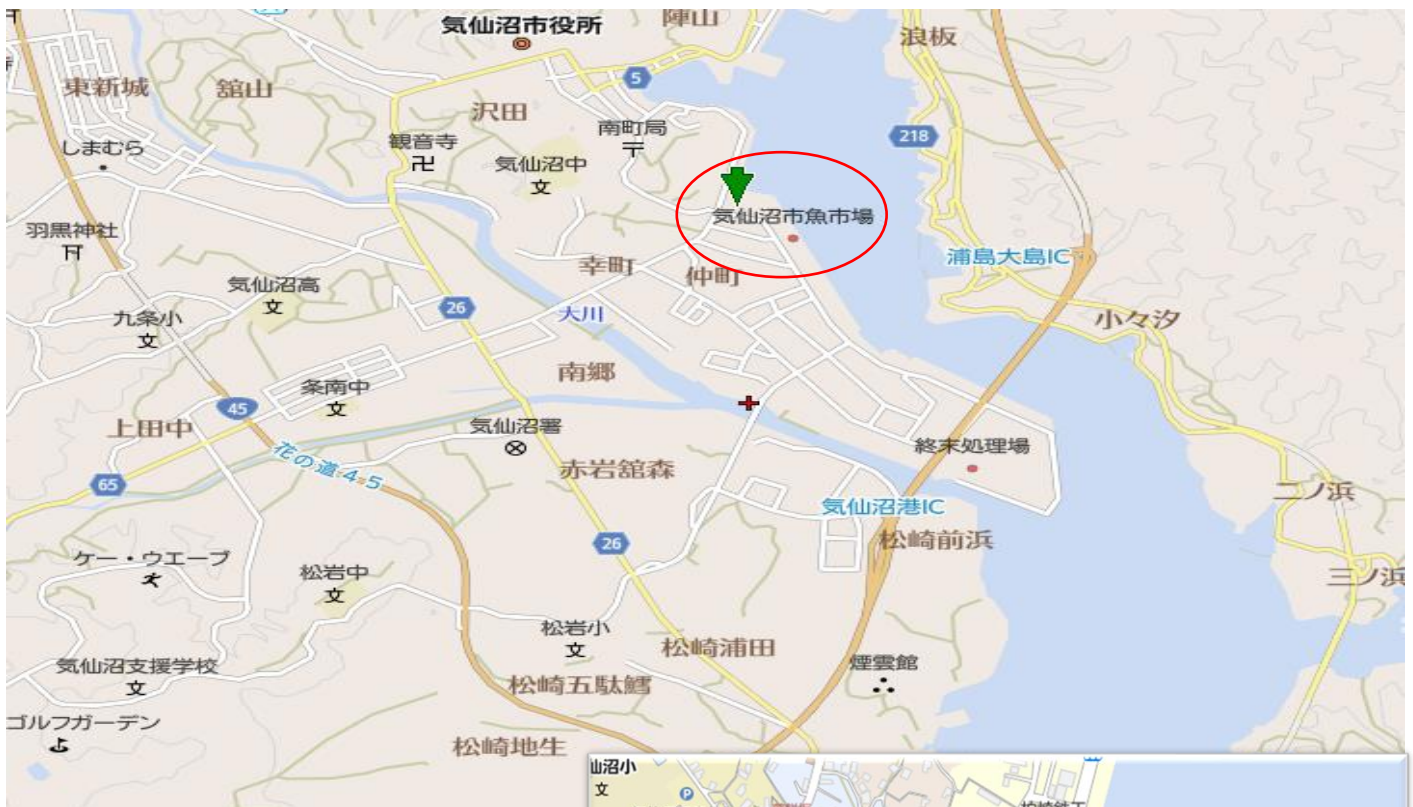 気仙沼市役所
陣山
浪板
東新城
舘山
5
沢田
南町局
218
しまむら
観音寺
気仙沼中
文
羽黒神社
気仙沼市魚市場
気仙沼高
文
幸町
仲町
浦島大島IC
九条小
文
26
大川
小々汐
南郷
条南中
文
45
上田中
気仙沼署
花の道45
赤岩舘森
終末処理場
65
気仙沼港IC
二ノ浜
26
松崎前浜
ケー・ウエーブ
松岩中
文
三ノ浜
松岩小
文
松崎浦田
煙雲館
気仙沼支援学校
文
松崎五駄鱈
ゴルフガーデン
松崎地生
沼小
文
P